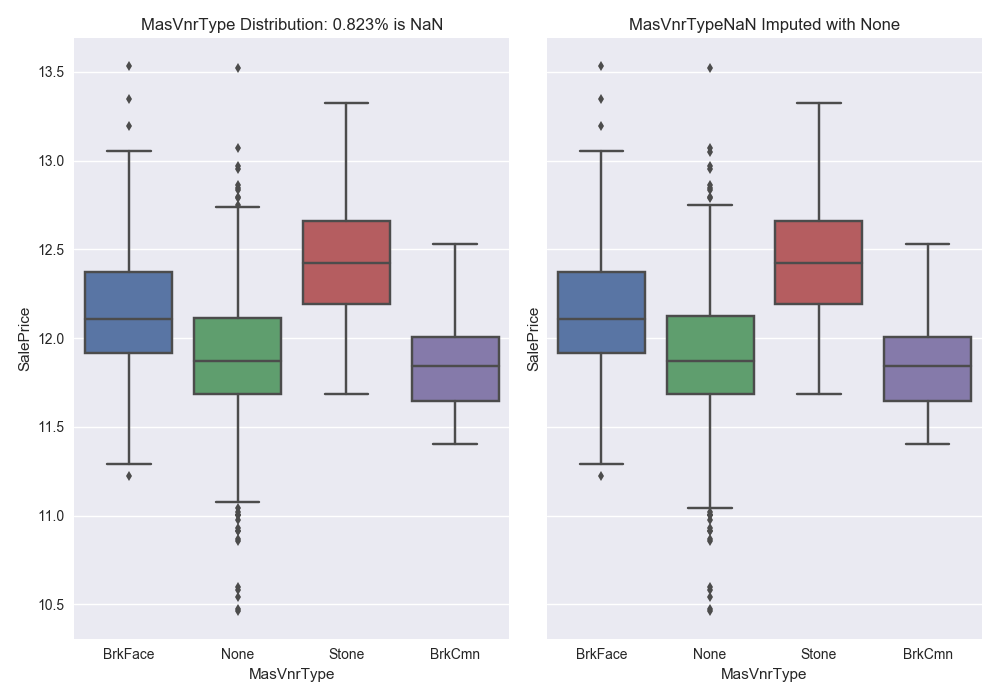 MasVnrType Distribution: 0.823% is NaN
MasVnrTypeNaN Imputed with None
SalePrice
13.5
13.0
12.5
12.0
11.5
11.0
10.5
BrkFace None Stone BrkCmn
MasVnrType
SalePrice
BrkFace None Stone BrkCmn
MasVnrType